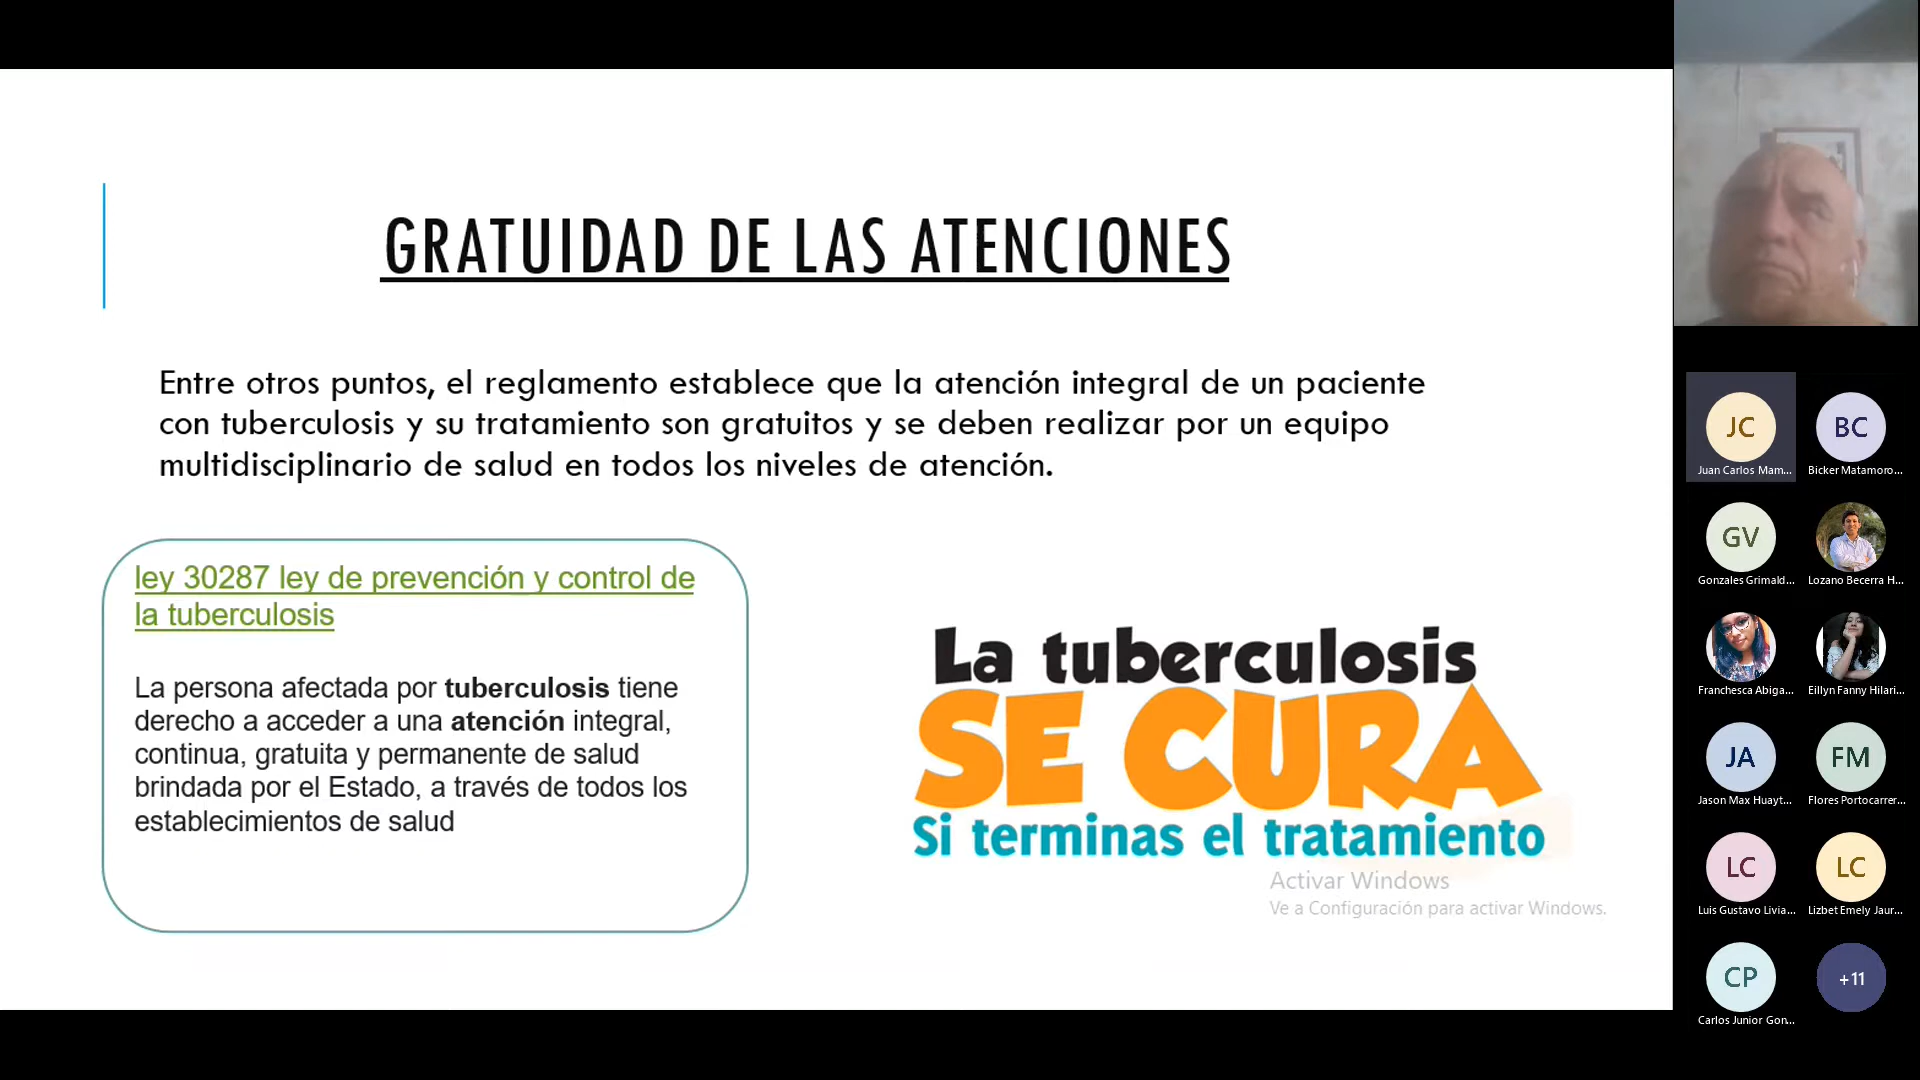 GRATUIDAD DE LAS ATENCIONES
Entre otros puntos, el reglamento establece que la atención integral de un paciente
con tuberculosis y su tratamiento son gratuitos y se deben realizar por un equipo
multidisciplinario de salud en todos los niveles de atención.
ley 30287 ley de prevención y control de
la tuberculosis
La persona afectada por tuberculosis tiene
derecho a acceder a una atención integral,
continua, gratuita y permanente de salud
brindada por el Estado, a través de todos los
establecimientos de salud
La tuberculosis
SE CURA
Si terminas el tratamiento
Activar Windows
Ve a Configuración para activar Windows.
JC
Juan Carlos Mam...
BC
Bicker Matamoro...
GV
Gonzales Grimald...
Lozano Becerra H...
Franchesca Abiga...
Eillyn Fanny Hilari...
JA
Jason Max Huayt...
FM
Flores Portocarrer...
LC
Luis Gustavo Livia...
LC
Lizbet Emely Jaur...
CP
Carlos Junior Gon...
+11